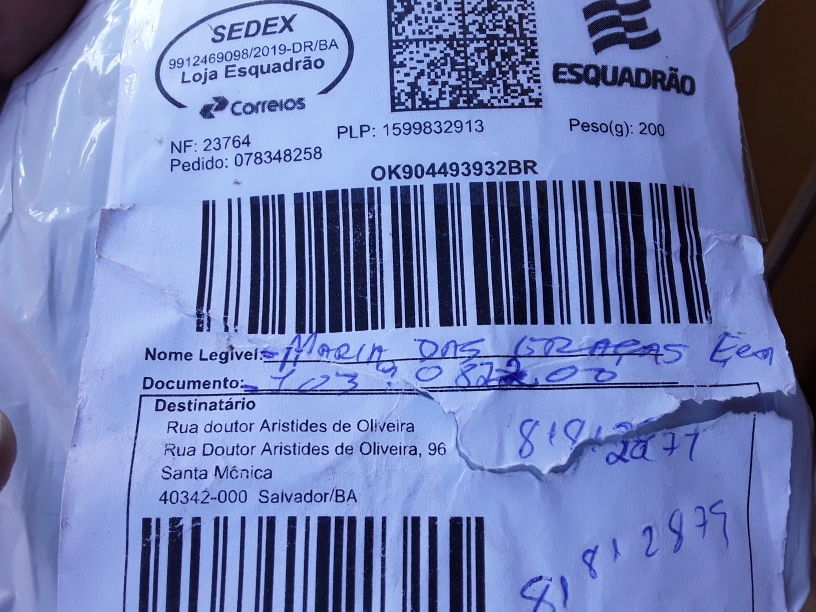 SEDEX
9912469098/2019-DR/BA
Loja Esquadrão
Correios
ESQUADRÃO
NF: 23764
PLP: 1599832913
Peso(g): 200
Pedido: 078348258
OK904493932BR
Nome Legível: MARIA DAS GRAÇAS
Documento:
Destinatário
Rua doutor Aristides de Oliveira
Rua Doutor Aristides de Oliveira, 96
Santa Mônica
40342-000 Salvador/BA
81812879